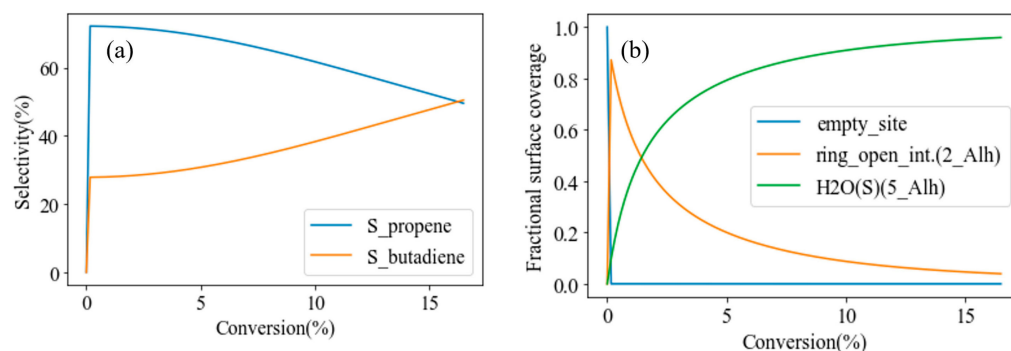 (a)
Selectivity(%)
60
40
20
0
S_propene
S_butadiene
0
5
10
15
Conversion(%)
(b)
Fractional surface coverage
1.0
0.8
0.6
0.4
0.2
0.0
empty_site
ring_open_int.(2_Alh)
H2O(S)(5_Alh)
0
5
10
15
Conversion(%)